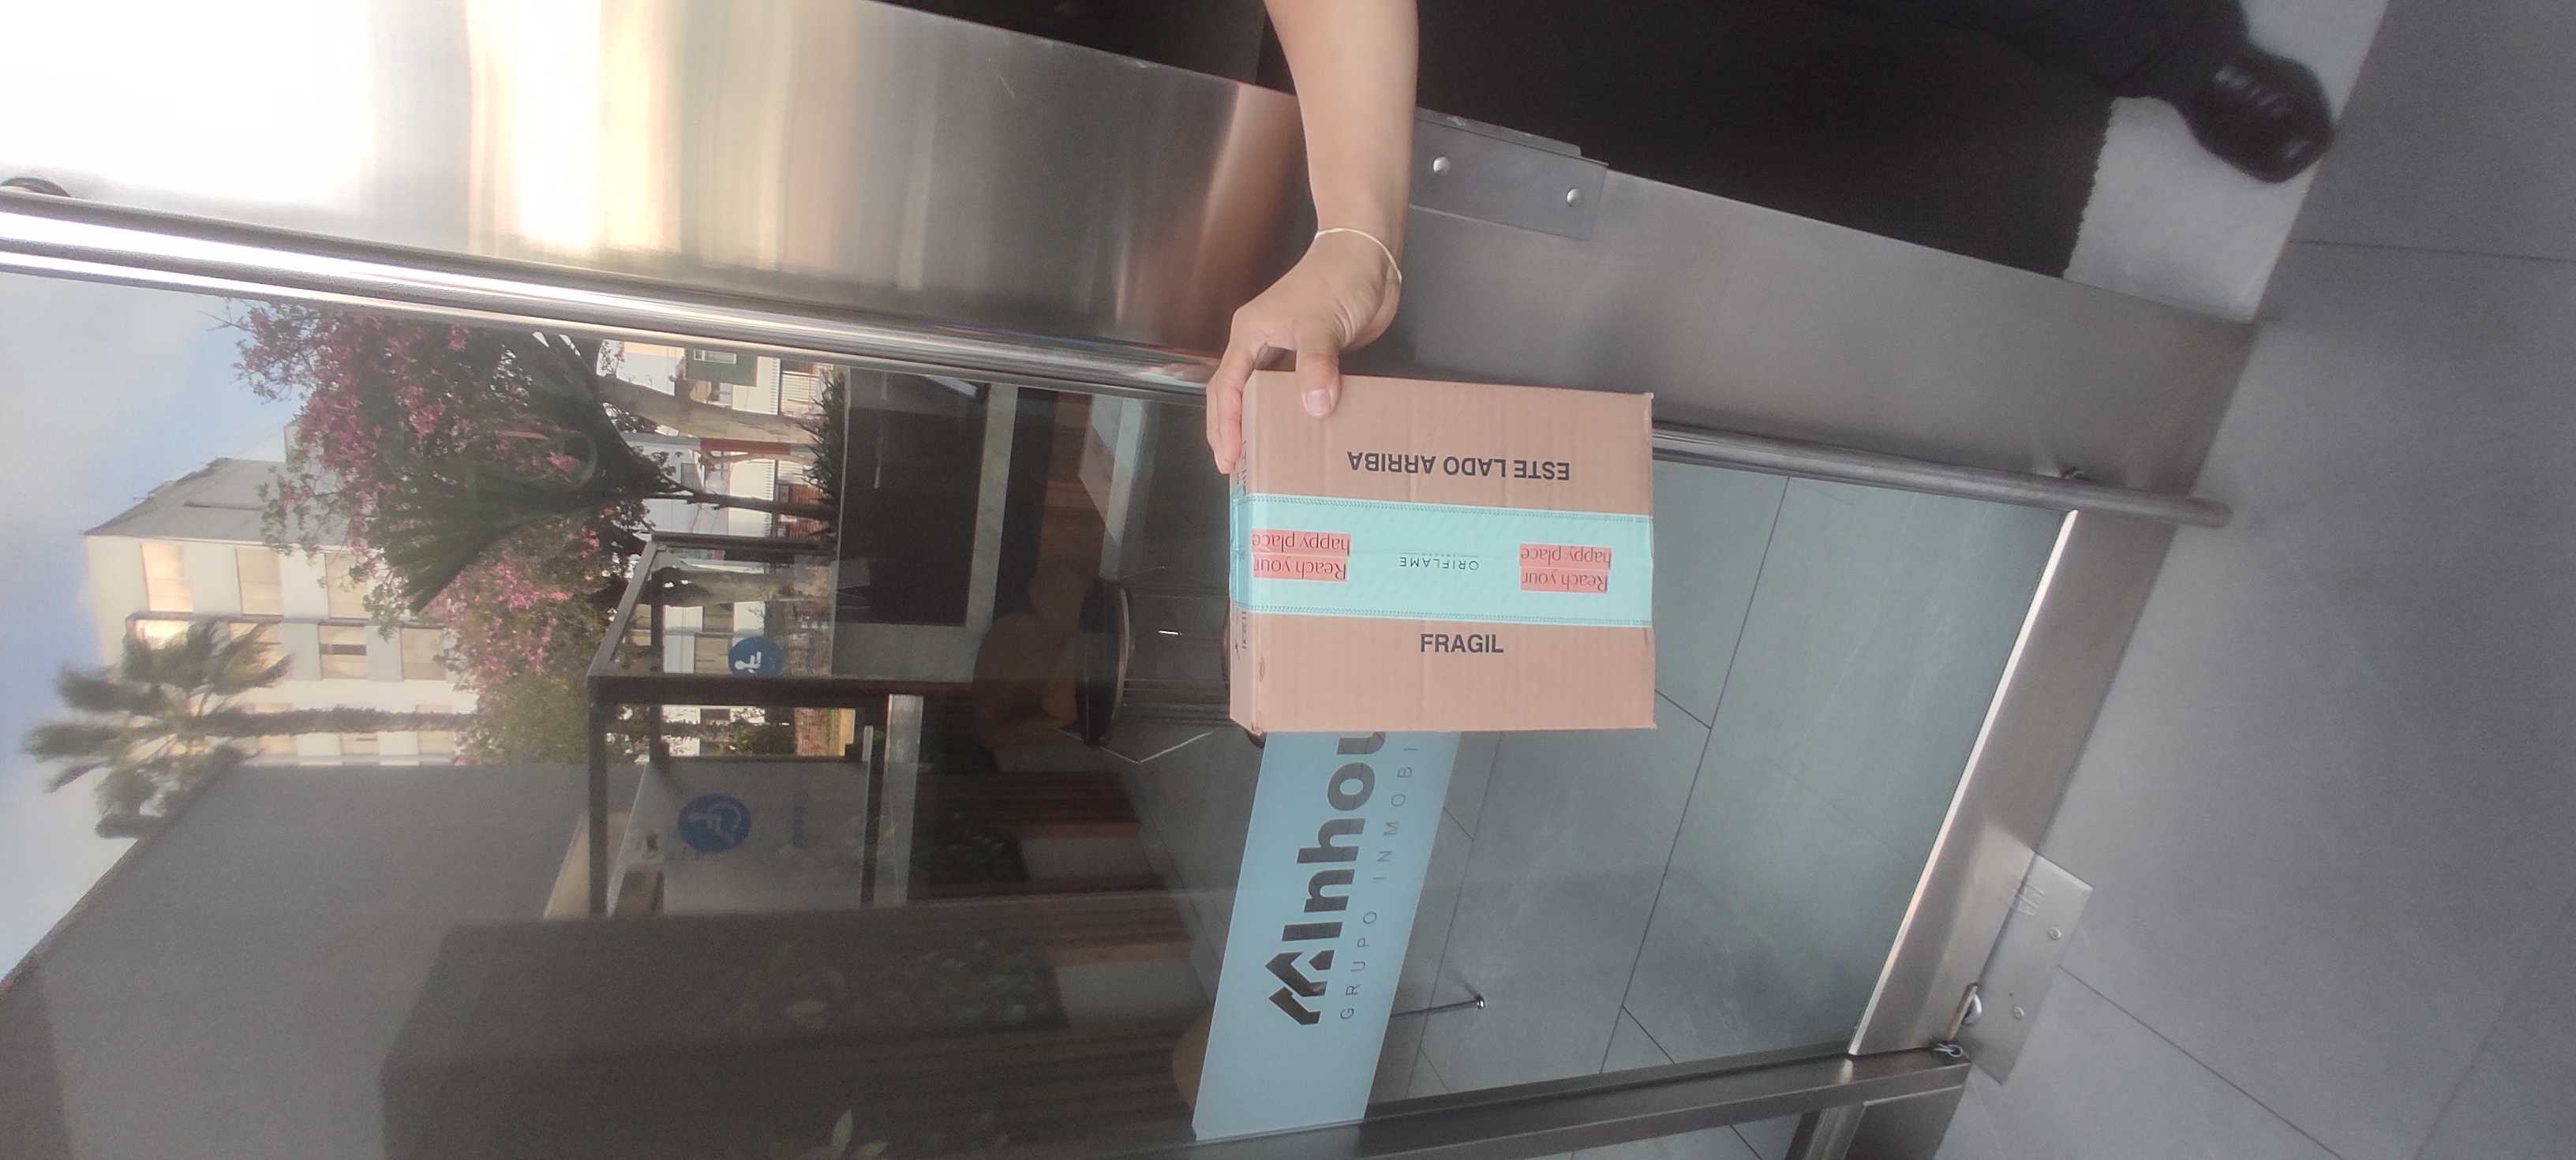 ESTE LADO ARRIBA
Reach your
happy place
ORIFLAME
Reach your
happy place
FRAGIL
Inhou
GRUPO INMOBI